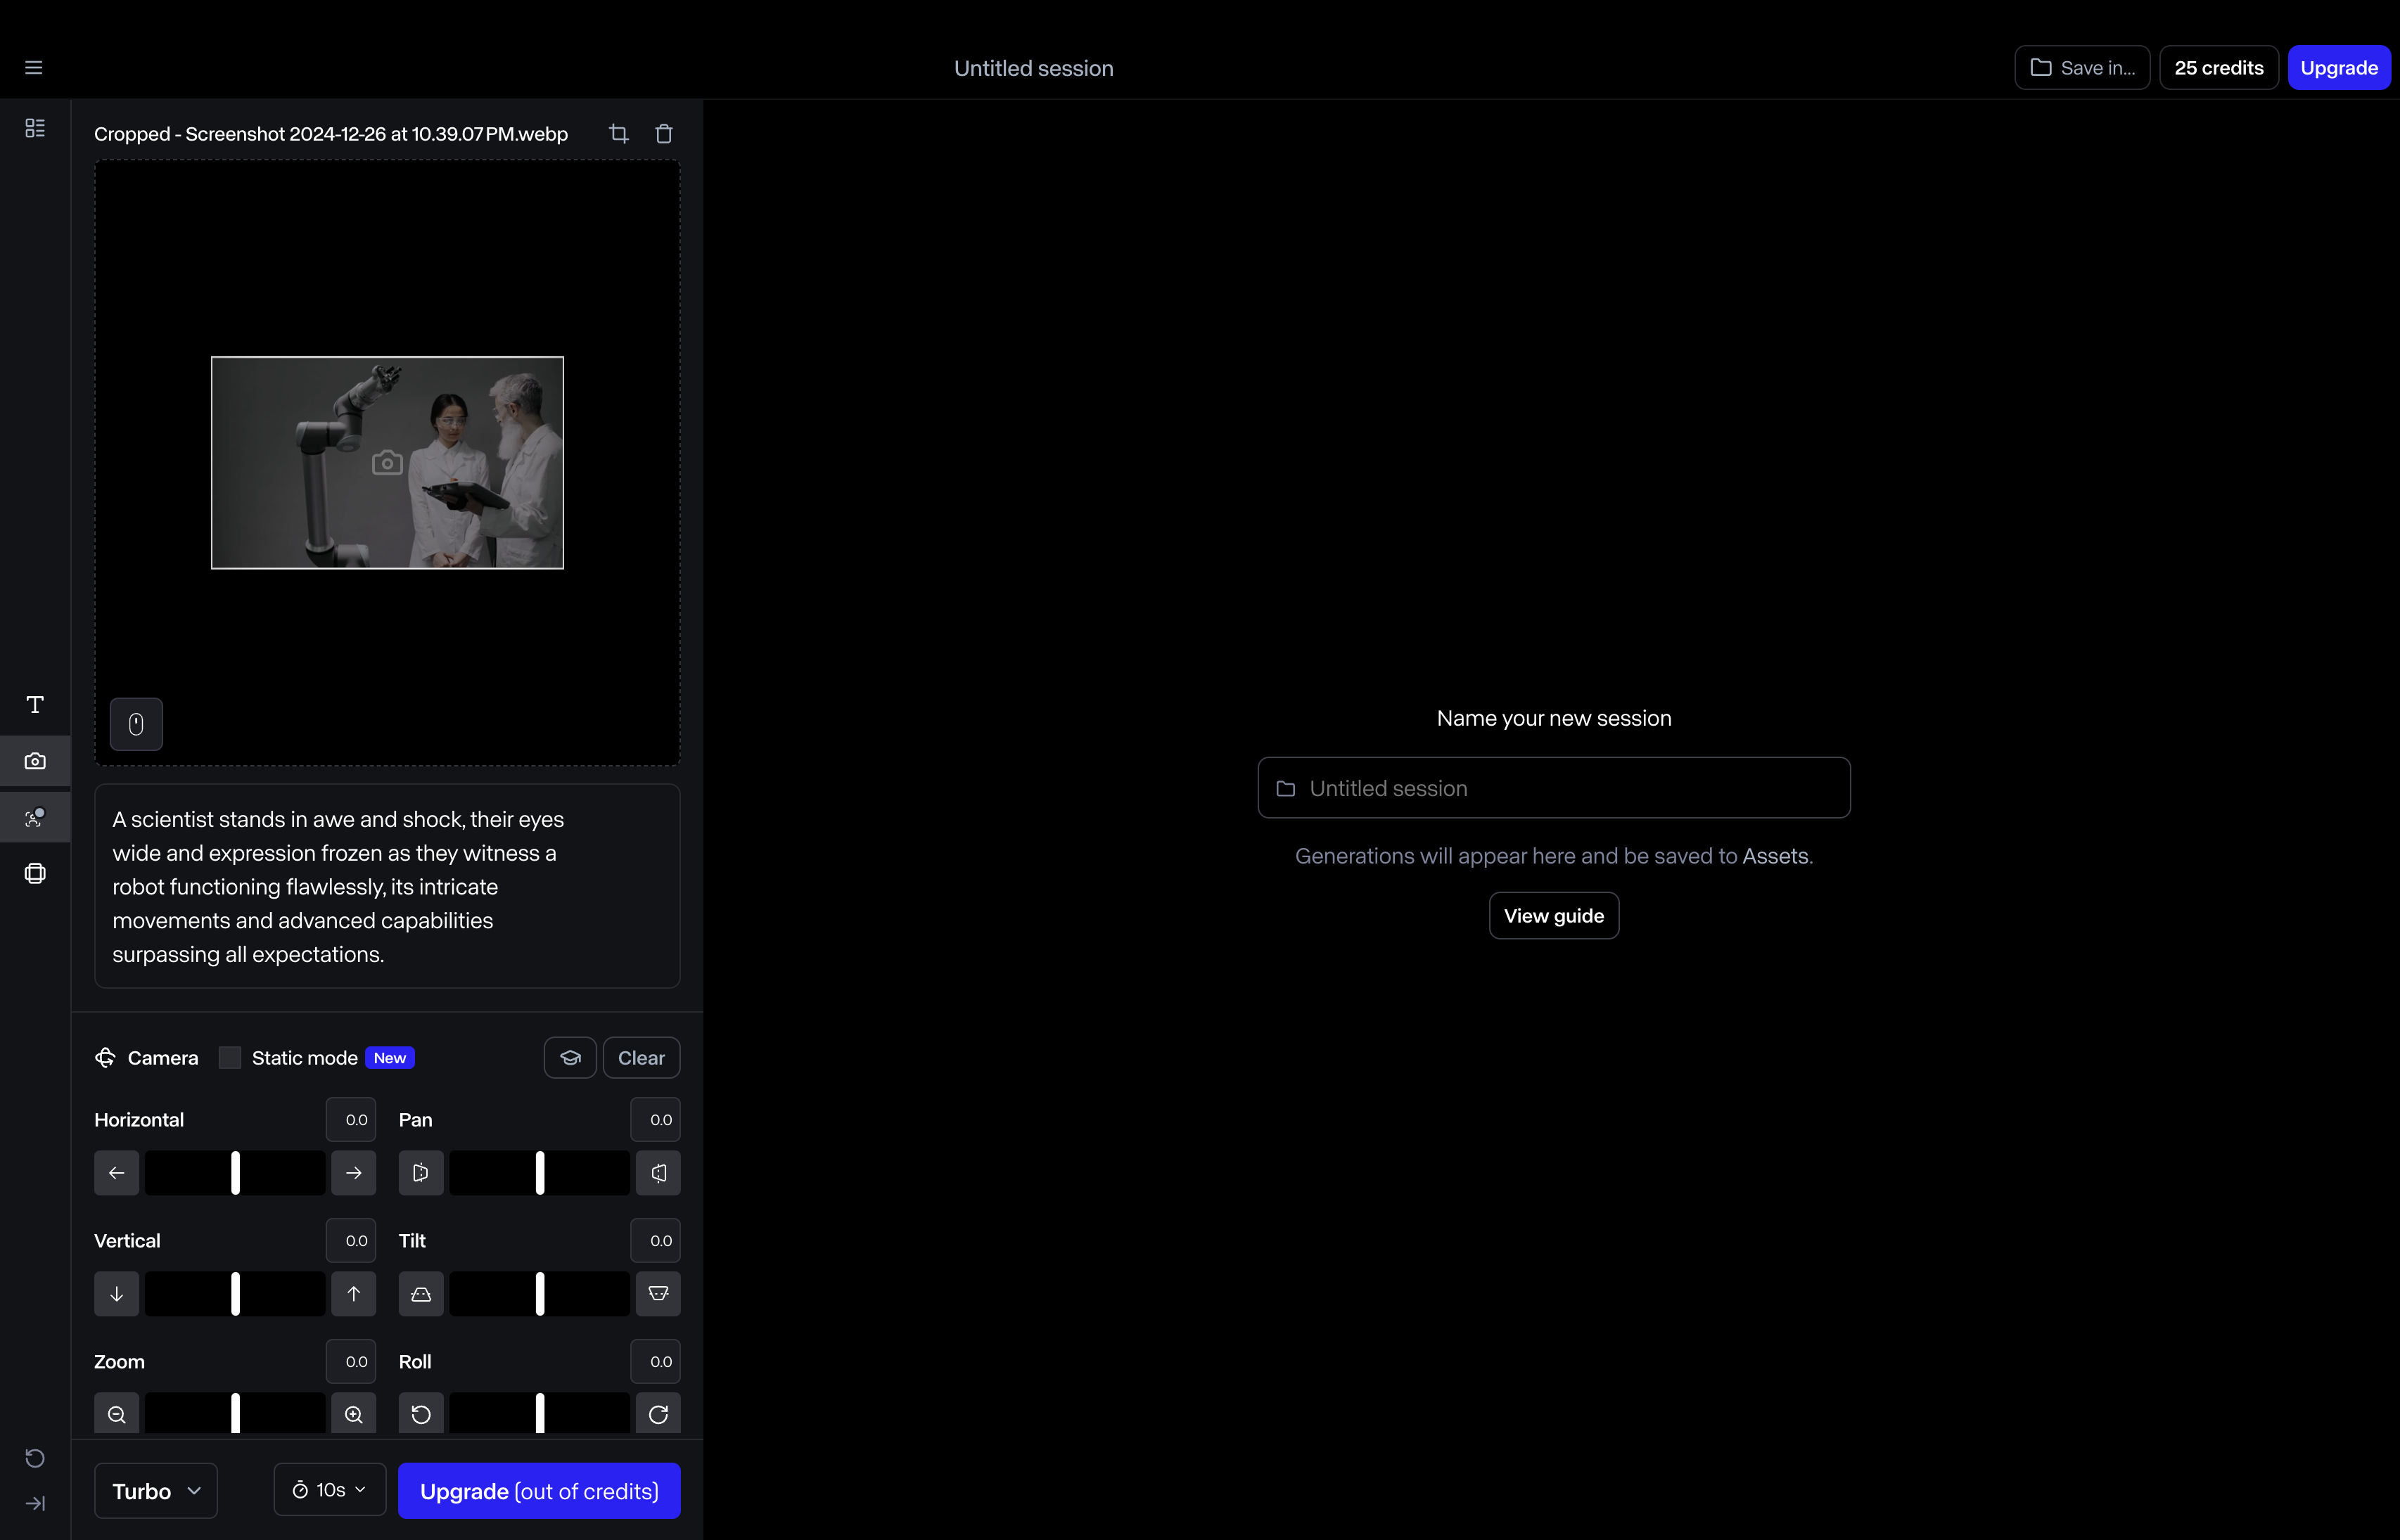 Untitled session
Save in...
25 credits
Upgrade
Cropped - Screenshot 2024-12-26 at 10.39.07 PM.webp
A scientist stands in awe and shock, their eyes
wide and expression frozen as they witness a
robot functioning flawlessly, its intricate
movements and advanced capabilities
surpassing all expectations.
Camera
Static mode
New
Clear
Horizontal
0.0
Pan
0.0
Vertical
0.0
Tilt
0.0
Zoom
0.0
Roll
0.0
Turbo
10s
Upgrade (out of credits)
Name your new session
Untitled session
Generations will appear here and be saved to Assets.
View guide